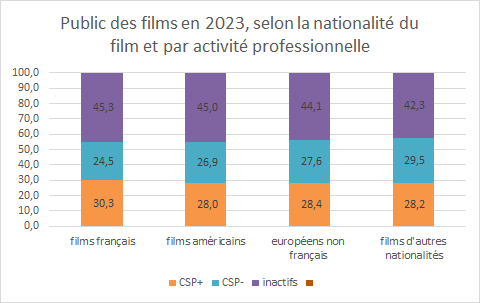 Public des films en 2023, selon la nationalité du
film et par activité professionnelle
100,0
90,0
80,0
70,0
60,0
50,0
40,0
30,0
20,0
10,0
0,0
45,3
45,0
44,1
42,3
24,5
26,9
27,6
29,5
30,3
28,0
28,4
28,2
films français
films américains
européens non
français
films d'autres
nationalités
CSP+
CSP-
inactifs